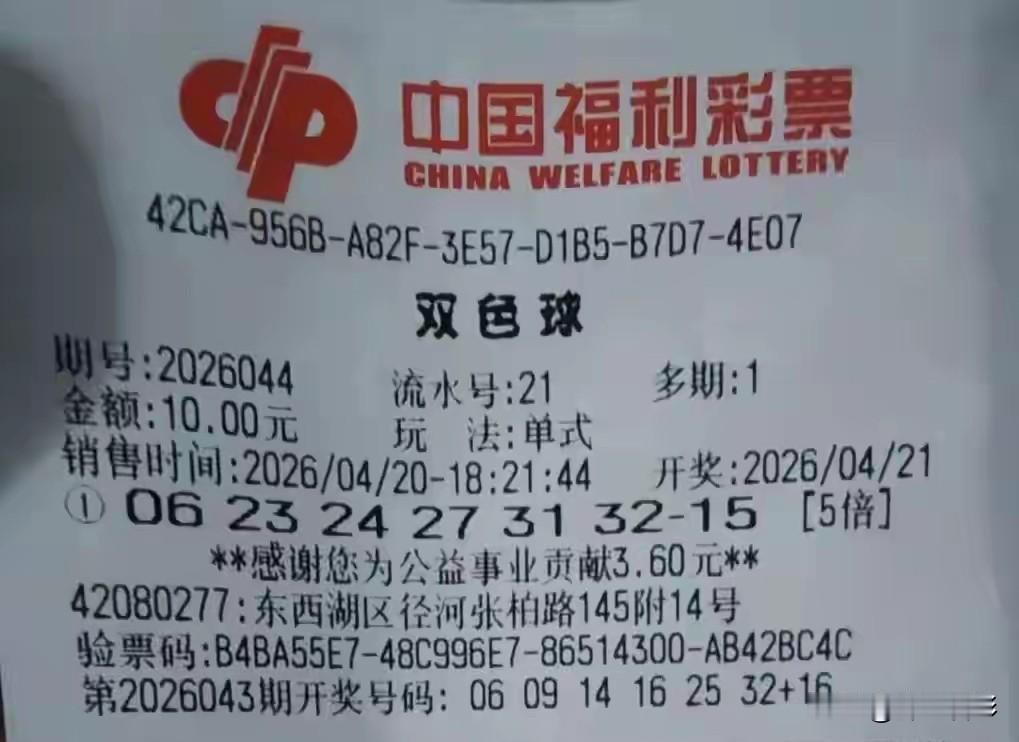 中国福利彩票
CHINA WELFARE LOTTERY
42CA-956B-A82F-3E57-D1B5-B7D7-4E07
双色球
期号:2026044 流水号:21 多期:1
金额:10.00元 玩 法:单式
销售时间:2026/04/20-18:21:44 开奖:2026/04/21
① 06 23 24 27 31 32-15 [5倍]
**感谢您为公益事业贡献3.60元**
42080277:东西湖区径河张柏路145附14号
验票码:B4BA55E7-48C996E7-86514300-AB42BC4C
第2026043期开奖号码: 06 09 14 16 25 32+16